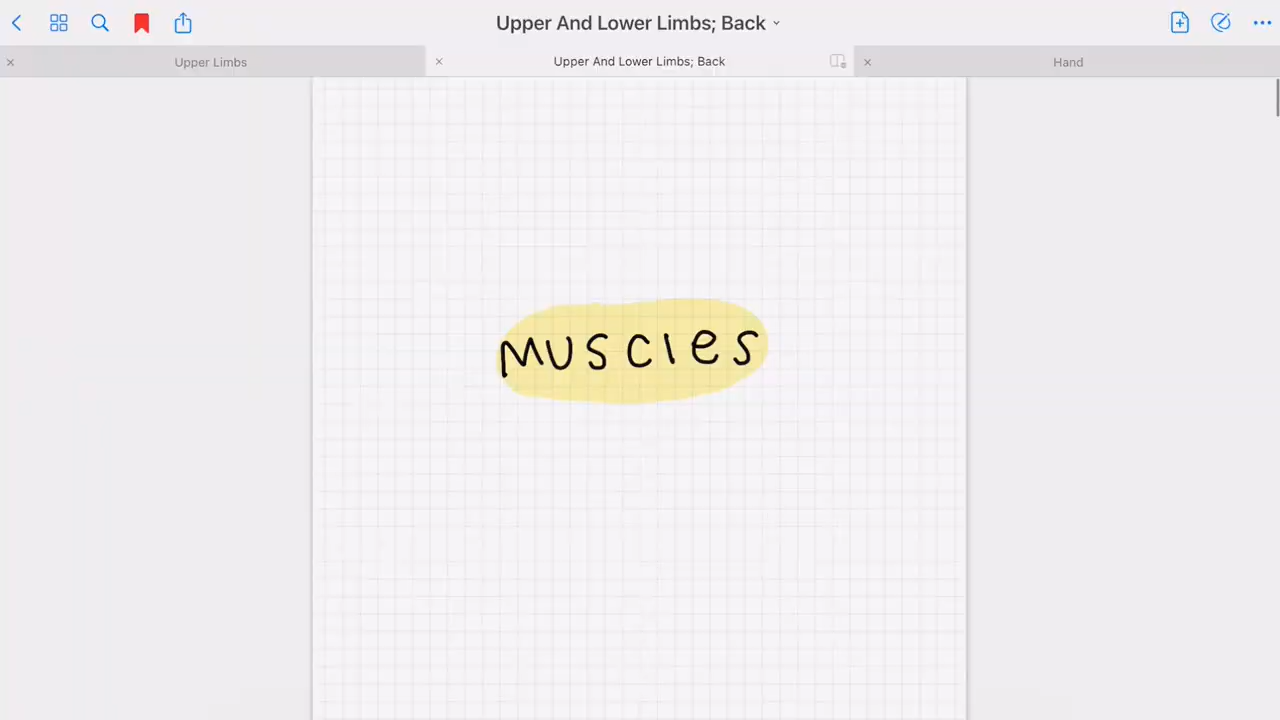 Upper And Lower Limbs; Back
Upper Limbs
Upper And Lower Limbs; Back
Hand
muscles